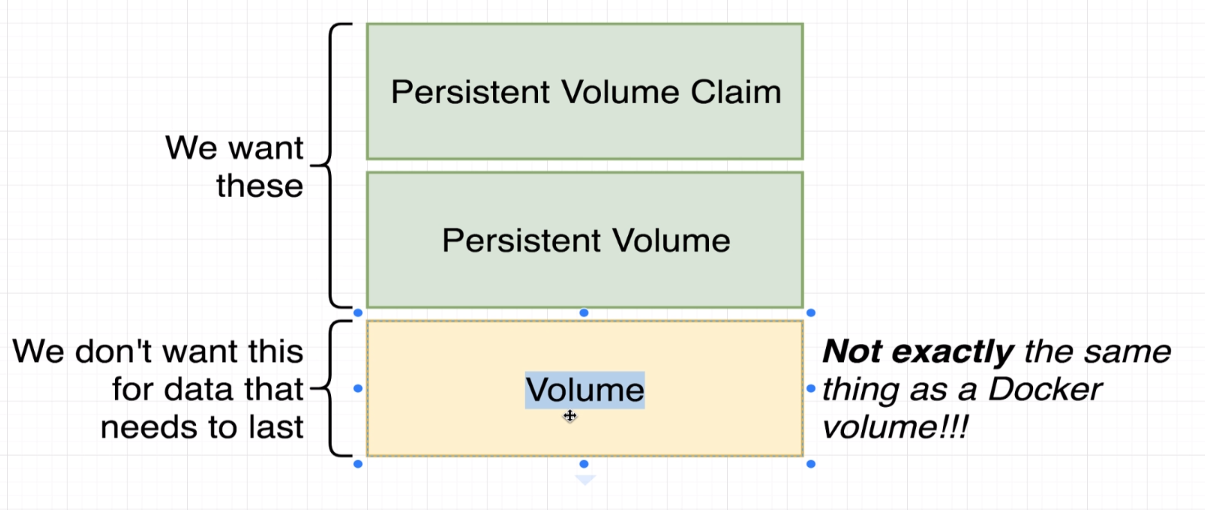 Persistent Volume Claim
We want
these
Persistent Volume
We don't want this
for data that
needs to last
Volume
Not exactly the same
thing as a Docker
volume!!!